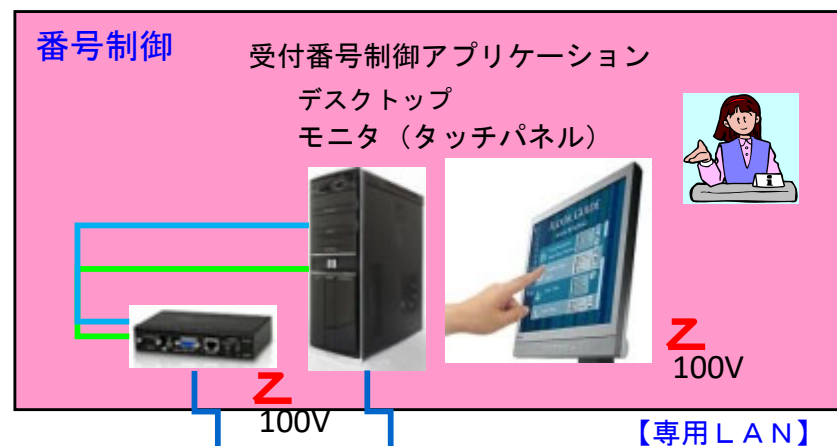 番号制御
受付番号制御アプリケーション
デスクトップ
モニタ（タッチパネル）
FLOOR GUIDE
i
Z
100V
Z
100V
【専用ＬＡＮ】